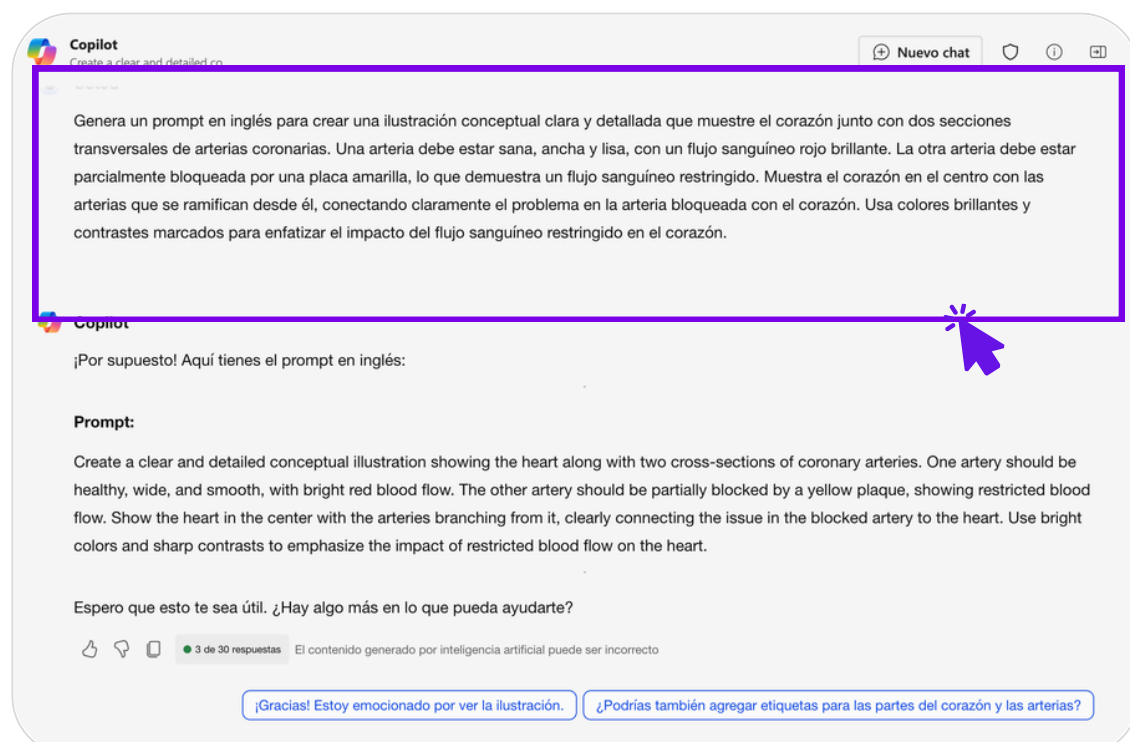 Copilot
Nuevo chat
Create a clear and detailed co
Genera un prompt en inglés para crear una ilustración conceptual clara y detallada que muestre el corazón junto con dos secciones
transversales de arterias coronarias. Una arteria debe estar sana, ancha y lisa, con un flujo sanguíneo rojo brillante. La otra arteria debe estar
parcialmente bloqueada por una placa amarilla, lo que demuestra un flujo sanguíneo restringido. Muestra el corazón en el centro con las
arterias que se ramifican desde él, conectando claramente el problema en la arteria bloqueada con el corazón. Usa colores brillantes y
contrastes marcados para enfatizar el impacto del flujo sanguíneo restringido en el corazón.
Copilot
¡Por supuesto! Aquí tienes el prompt en inglés:
Prompt:
Create a clear and detailed conceptual illustration showing the heart along with two cross-sections of coronary arteries. One artery should be
healthy, wide, and smooth, with bright red blood flow. The other artery should be partially blocked by a yellow plaque, showing restricted blood
flow. Show the heart in the center with the arteries branching from it, clearly connecting the issue in the blocked artery to the heart. Use bright
colors and sharp contrasts to emphasize the impact of restricted blood flow on the heart.
Espero que esto te sea útil. ¿Hay algo más en lo que pueda ayudarte?
3 de 30 respuestas El contenido generado por inteligencia artificial puede ser incorrecto
¡Gracias! Estoy emocionado por ver la ilustración.
¿Podrías también agregar etiquetas para las partes del corazón y las arterias?